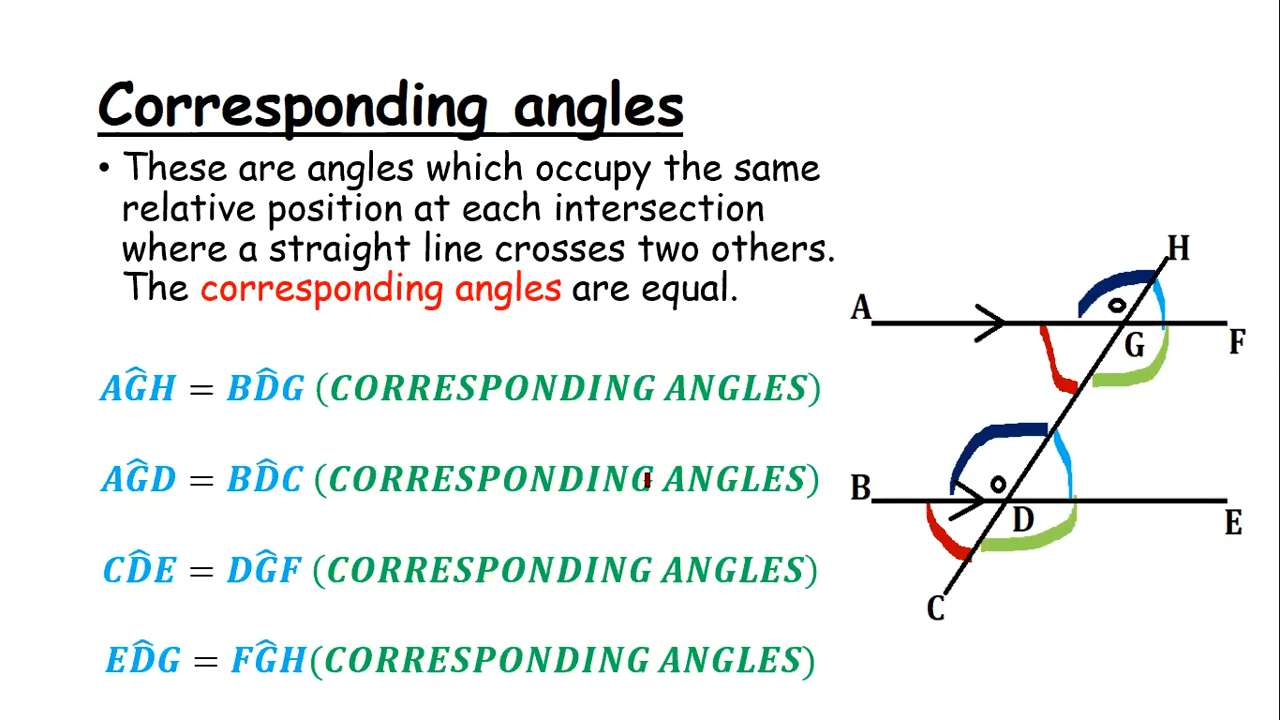 Corresponding angles
• These are angles which occupy the same
relative position at each intersection
where a straight line crosses two others.
The corresponding angles are equal.
AĜH = BD̂G (CORRESPONDING ANGLES)
AĜD = BD̂C (CORRESPONDING ANGLES)
CD̂E = DĜF (CORRESPONDING ANGLES)
ED̂G = FĜH(CORRESPONDING ANGLES)
H
A
G
F
B
D
E
C